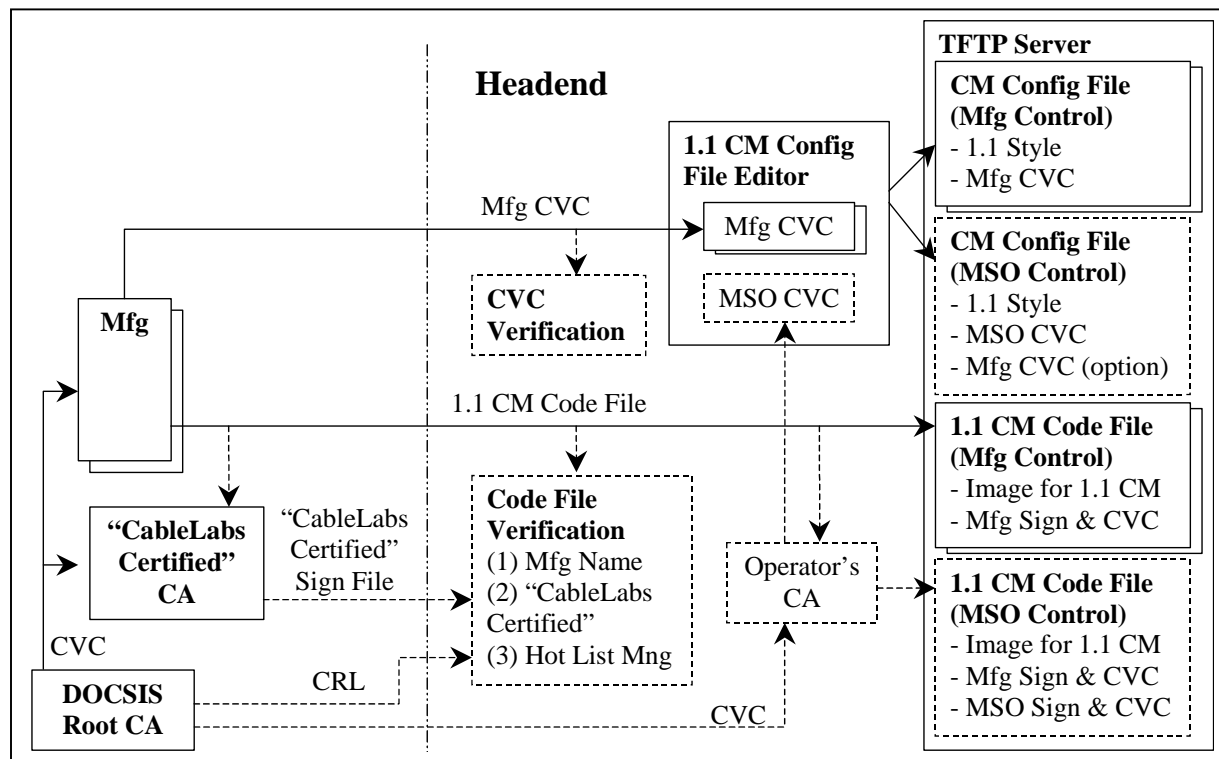 TFTP Server
Headend
CM Config File
(Mfg Control)
- 1.1 Style
- Mfg CVC
1.1 CM Config
File Editor
Mfg CVC
Mfg CVC
CM Config File
(MSO Control)
- 1.1 Style
- MSO CVC
- Mfg CVC (option)
CVC
Verification
MSO CVC
Mfg
1.1 CM Code File
1.1 CM Code File
(Mfg Control)
- Image for 1.1 CM
- Mfg Sign & CVC
“CableLabs
Certified”
CA
“CableLabs
Certified”
Sign File
Code File
Verification
(1) Mfg Name
(2) “CableLabs
Certified”
(3) Hot List Mng
Operator’s
CA
1.1 CM Code File
(MSO Control)
- Image for 1.1 CM
- Mfg Sign & CVC
- MSO Sign & CVC
CVC
DOCSIS
Root CA
CRL
CVC